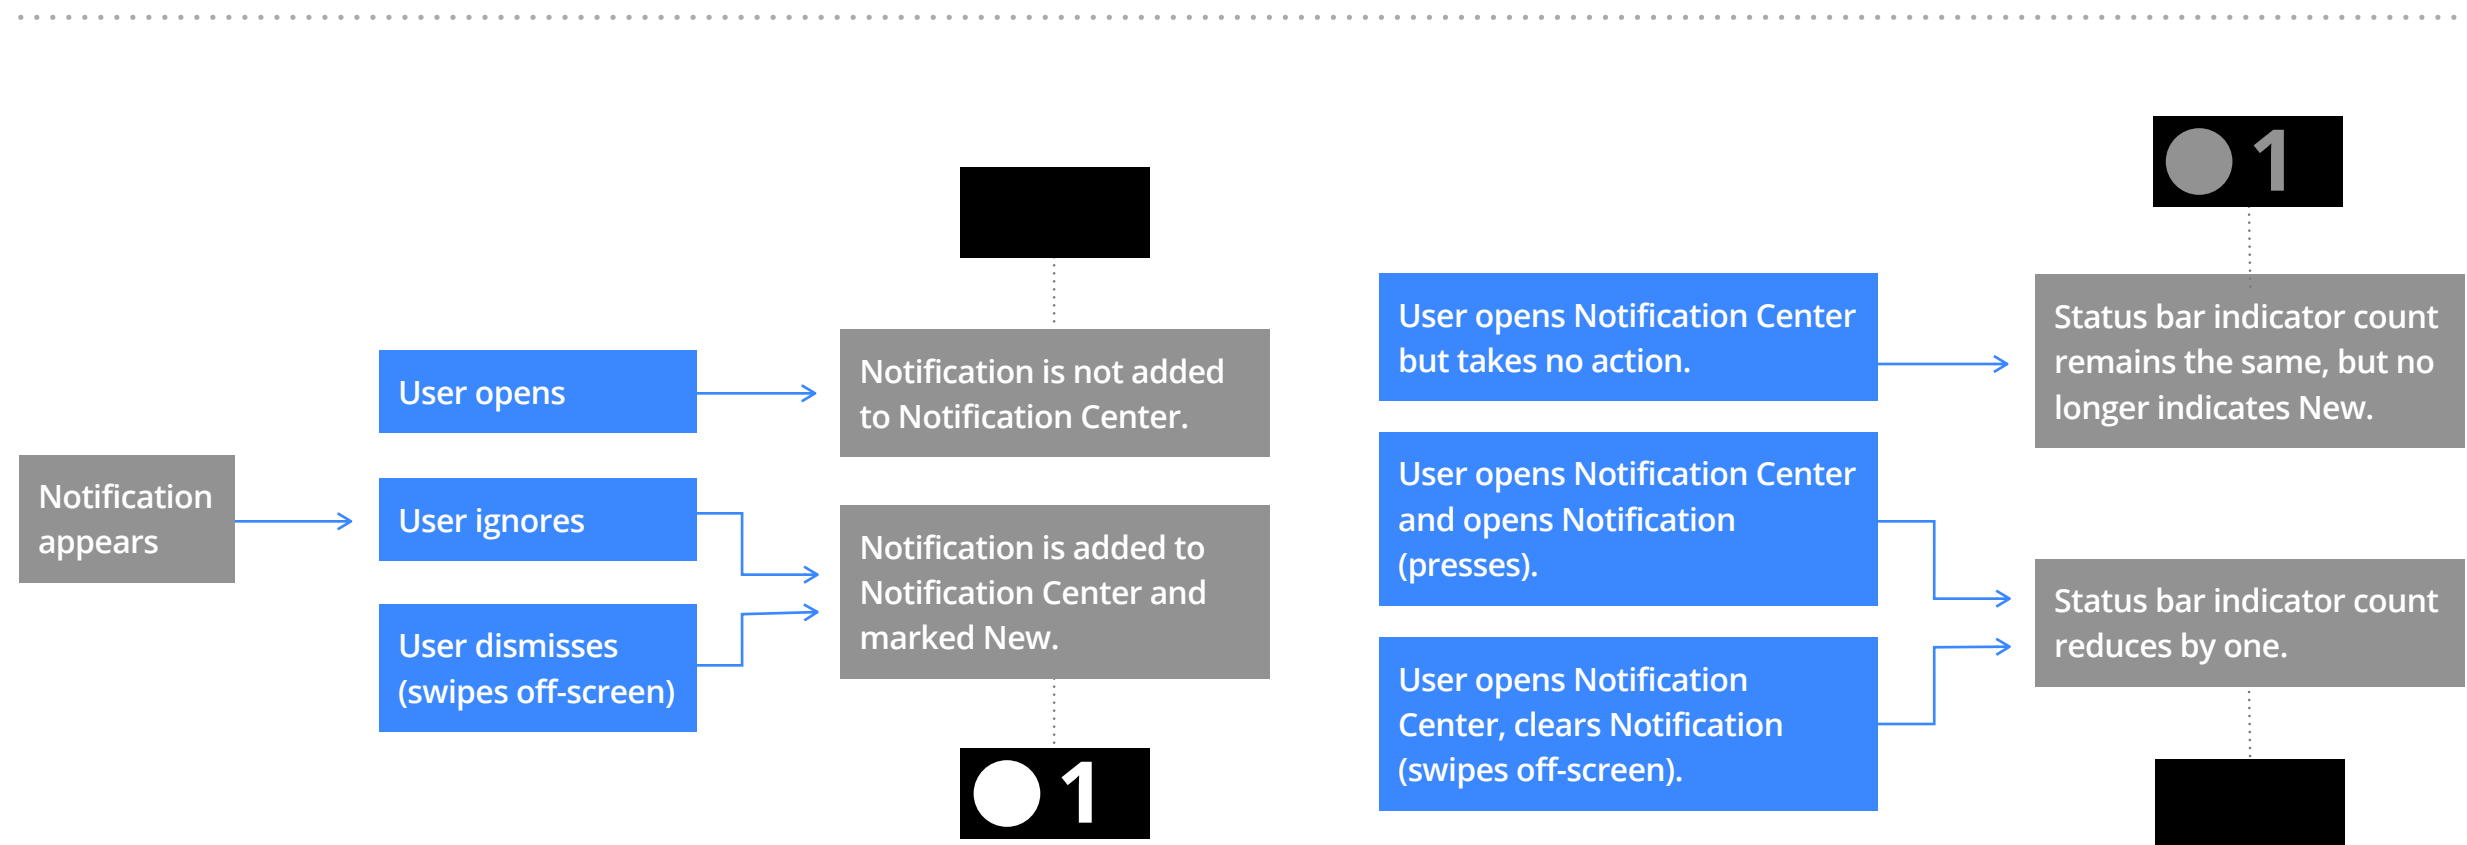 Notification
appears
User opens
User ignores
User dismisses
(swipes off-screen)
Notification is not added
to Notification Center.
Notification is added to
Notification Center and
marked New.
1
User opens Notification Center
but takes no action.
User opens Notification Center
and opens Notification
(presses).
User opens Notification
Center, clears Notification
(swipes off-screen).
1
Status bar indicator count
remains the same, but no
longer indicates New.
Status bar indicator count
reduces by one.